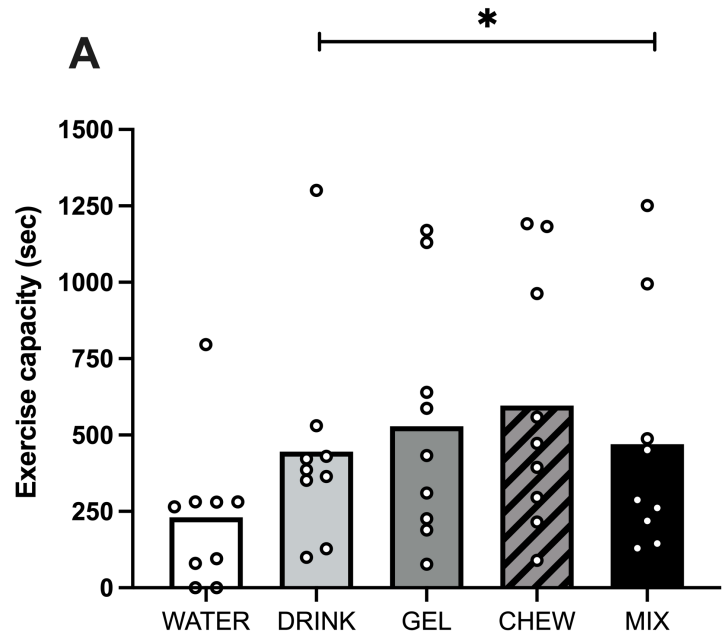 *
A
Exercise capacity (sec)
1500
1250
1000
750
500
250
0
WATER DRINK GEL CHEW MIX